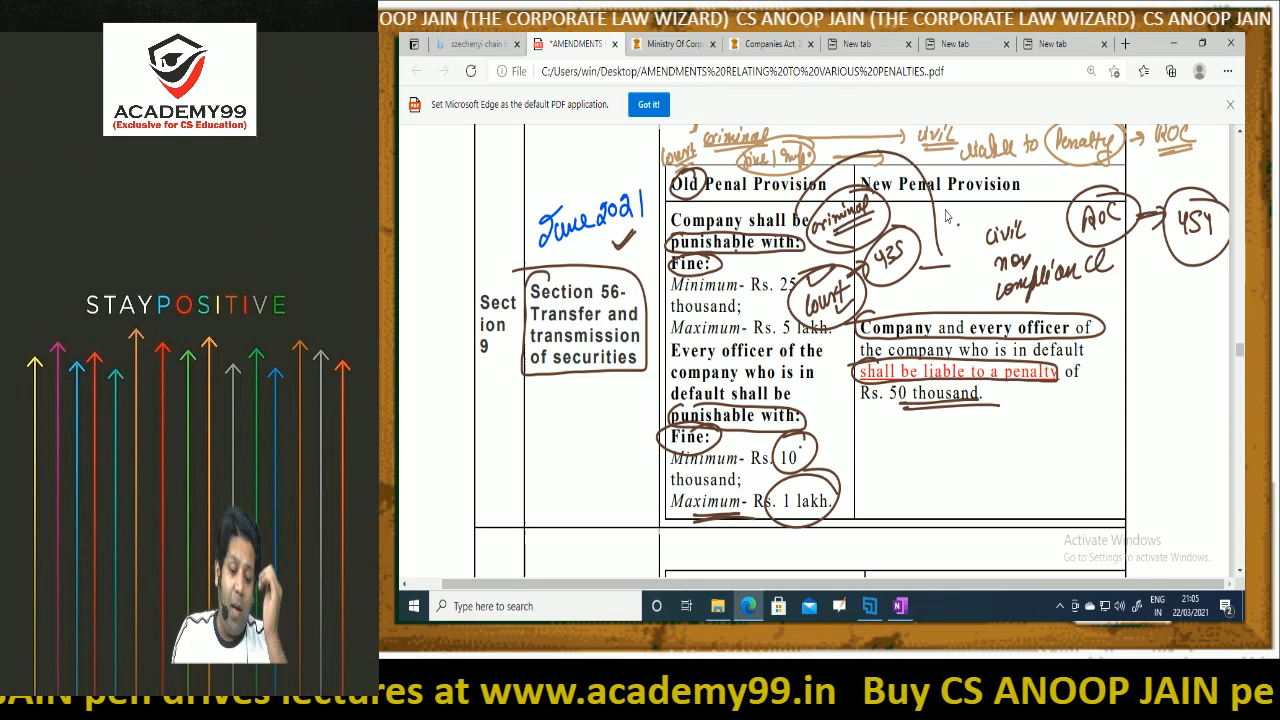 OOP JAIN (THE CORPORATE LAW WIZARD) CS ANOOP JAIN (THE CORPORATE LAW WIZARD) CS ANOOP JAIN
ACADEMY99
(Exclusive for CS Education)
STAYPOSITIVE
szechenyi chain b
*AMENDMENTS
Ministry Of Corp
Companies Act, 2
New tab
New tab
New tab
File C:/Users/win/Desktop/AMENDMENTS%20RELATING%20TO%20VARIOUS%20PENALTIES..pdf
Set Microsoft Edge as the default PDF application. Got it!
criminal civil liable to Penalty ROC
court fine
Old Penal Provision
New Penal Provision
June 2021
Sect
ion
9
Section 56-
Transfer and
transmission
of securities
Company shall be
punishable with:
Fine:
Minimum- Rs. 25
thousand;
Maximum- Rs. 5 lakh.
Every officer of the
company who is in
default shall be
punishable with:
Fine:
Minimum- Rs. 10
thousand;
Maximum- Rs. 1 lakh.
criminal
435
court
civil
non
compliance
ROC
454
Company and every officer of
the company who is in default
shall be liable to a penalty of
Rs. 50 thousand.
Activate Windows
Go to Settings to activate Windows.
Type here to search
ENG
IN
21:05
22/03/2021
2
JAIN pen drives lectures at www.academy99.in Buy CS ANOOP JAIN pe